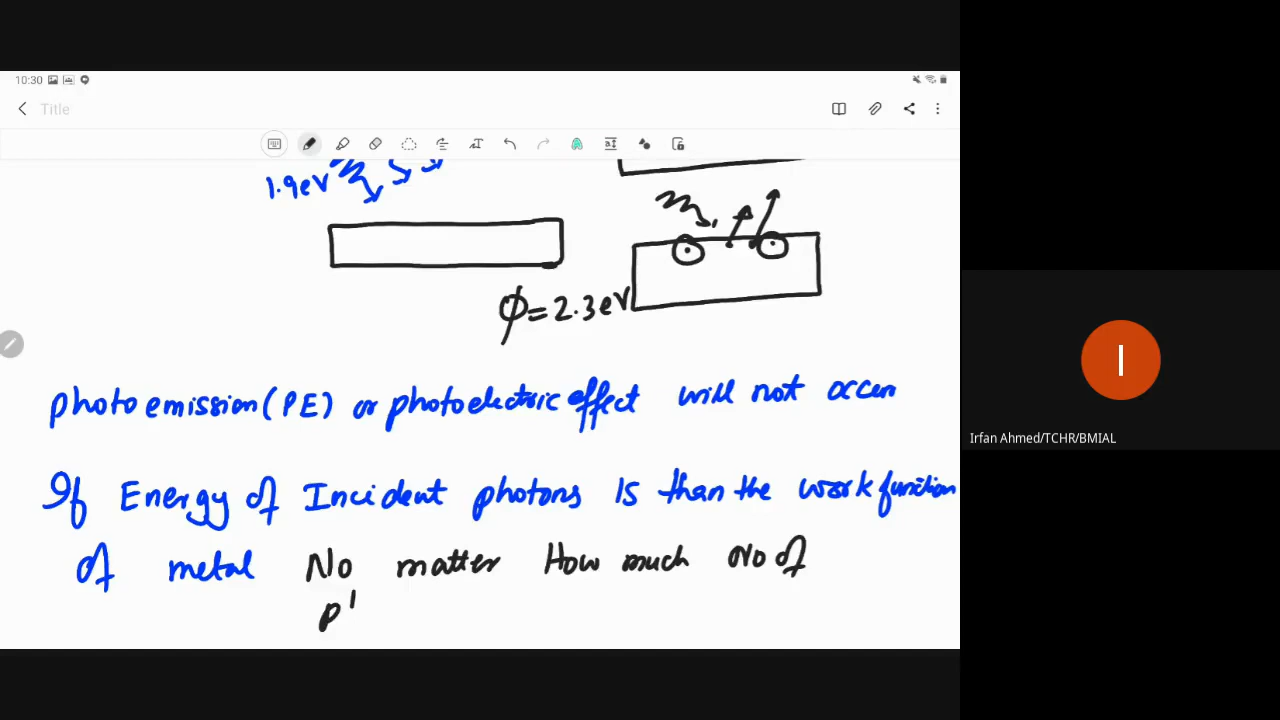 10:30
Title
1.9eV
φ=2.3eV
photoemission(PE) or photoelectric effect will not occur
If Energy of Incident photons Is than the work function
of metal No matter How much No of
p
Irfan Ahmed/TCHR/BMIAL
I